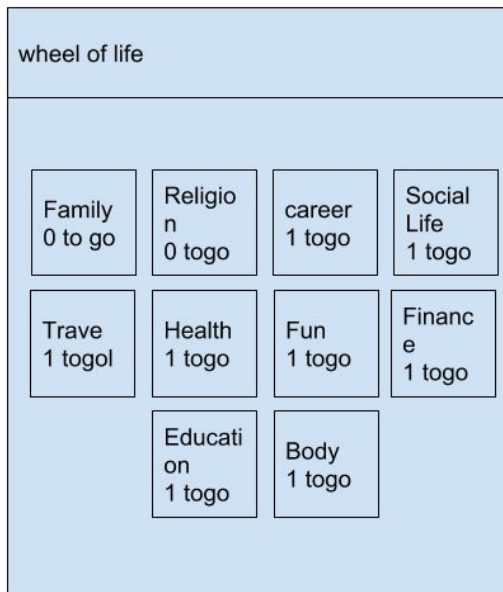 wheel of life
Family
0 to go
Religio
n
0 togo
career
1 togo
Social
Life
1 togo
Trave
1 togol
Health
1 togo
Fun
1 togo
Financ
e
1 togo
Educati
on
1 togo
Body
1 togo